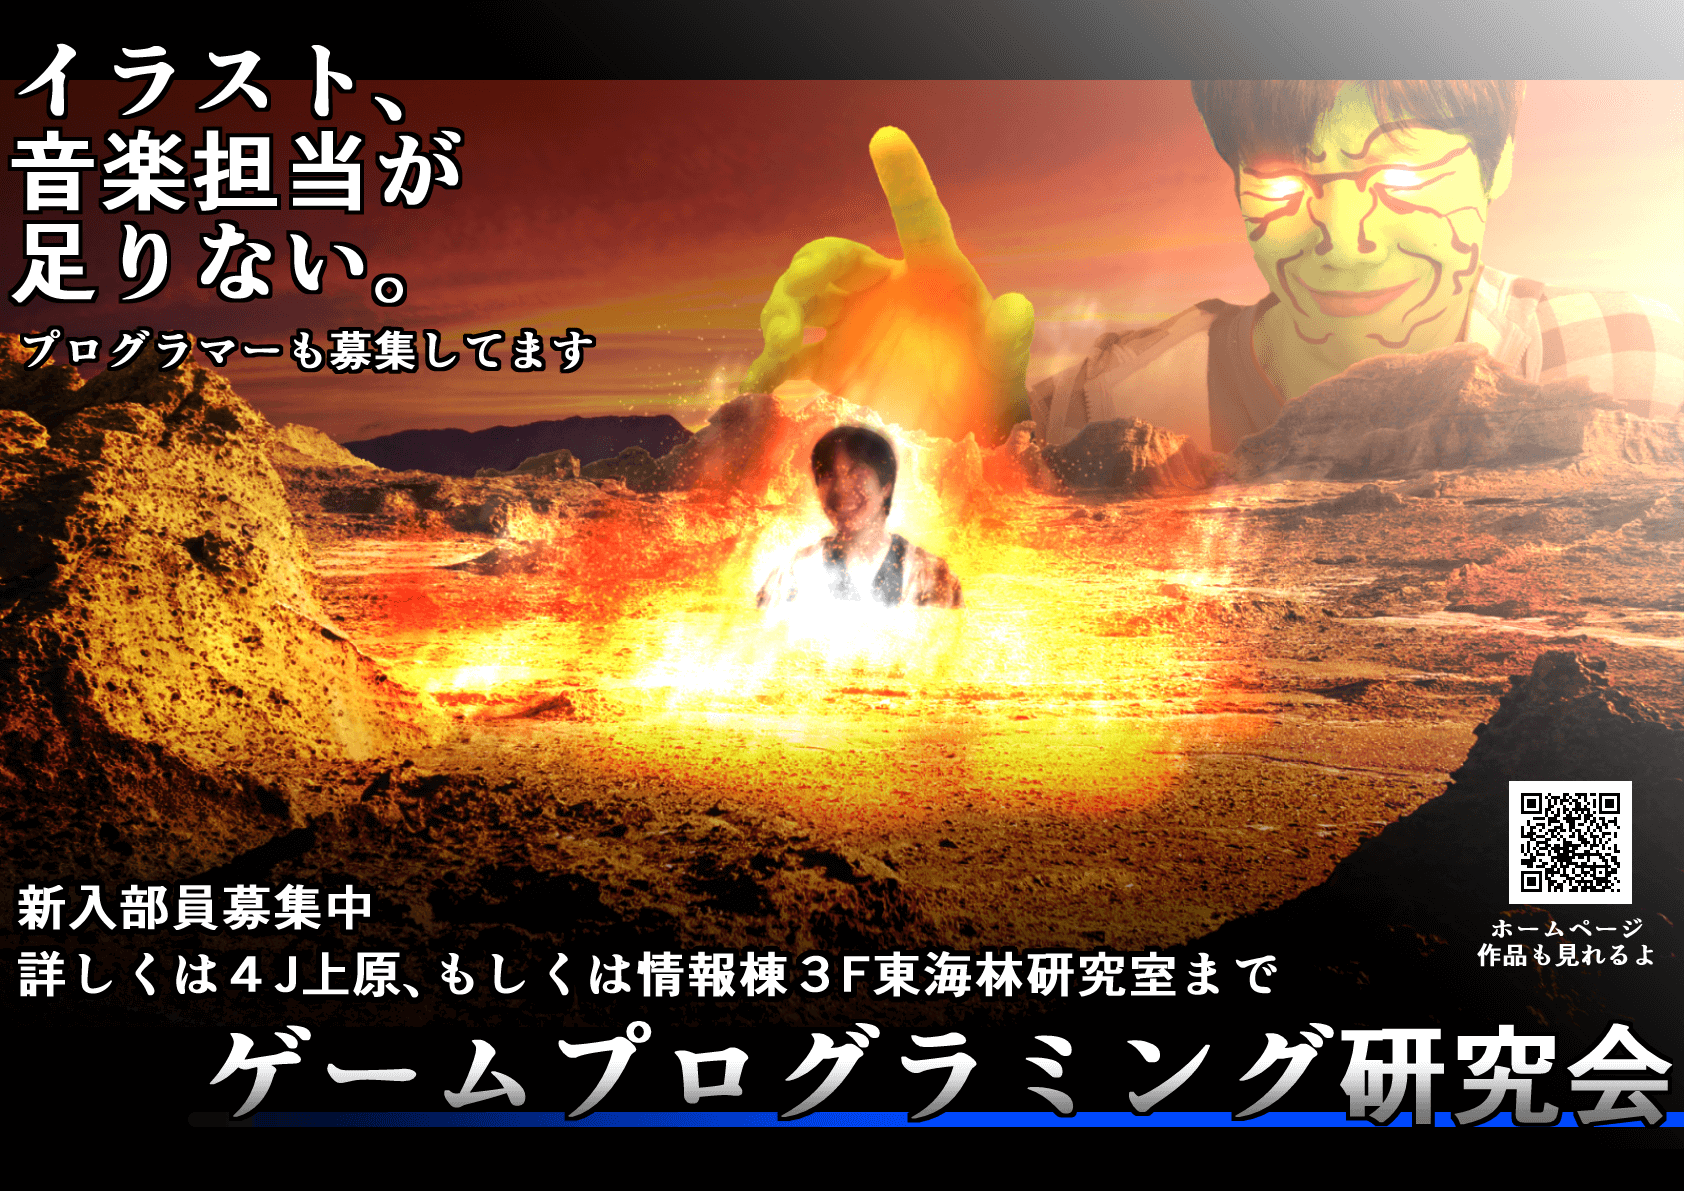 イラスト、
音楽担当が
足りない。
プログラマーも募集してます
新入部員募集中
詳しくは４J上原、もしくは情報棟３F東海林研究室まで
ホームページ
作品も見れるよ
ゲームプログラミング研究会